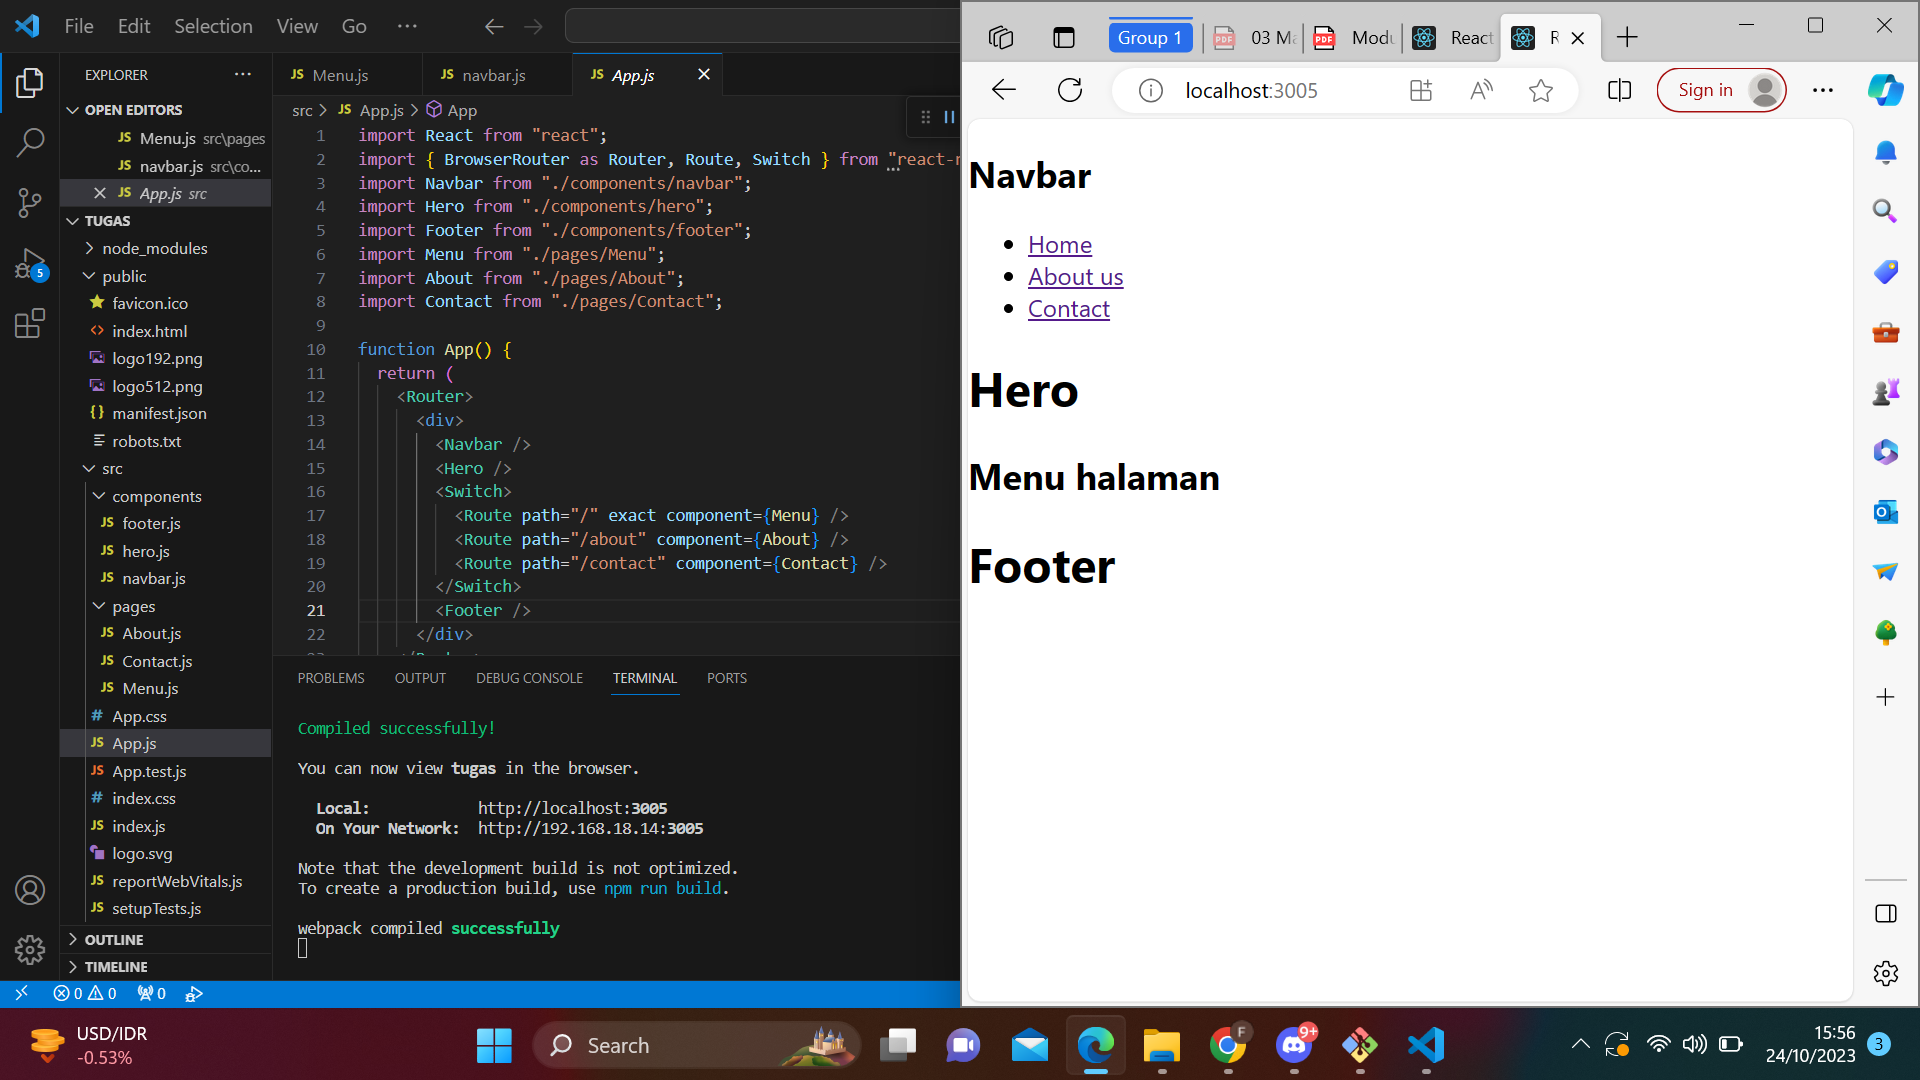 File Edit Selection View Go ···
EXPLORER ···
OPEN EDITORS
JS Menu.js src\pages
JS navbar.js src\co...
JS App.js src
TUGAS
node_modules
public
favicon.ico
index.html
logo192.png
logo512.png
manifest.json
robots.txt
src
components
JS footer.js
JS hero.js
JS navbar.js
pages
JS About.js
JS Contact.js
JS Menu.js
# App.css
JS App.js
JS App.test.js
# index.css
JS index.js
logo.svg
JS reportWebVitals.js
JS setupTests.js
OUTLINE
TIMELINE
5
JS Menu.js JS navbar.js JS App.js
src > JS App.js > App
1 import React from "react";
2 import { BrowserRouter as Router, Route, Switch } from "react-r
3 import Navbar from "./components/navbar";
4 import Hero from "./components/hero";
5 import Footer from "./components/footer";
6 import Menu from "./pages/Menu";
7 import About from "./pages/About";
8 import Contact from "./pages/Contact";
9
10 function App() {
11 return (
12 <Router>
13 <div>
14 <Navbar />
15 <Hero />
16 <Switch>
17 <Route path="/" exact component={Menu} />
18 <Route path="/about" component={About} />
19 <Route path="/contact" component={Contact} />
20 </Switch>
21 <Footer />
22 </div>
PROBLEMS OUTPUT DEBUG CONSOLE TERMINAL PORTS
Compiled successfully!
You can now view tugas in the browser.
Local: http://localhost:3005
On Your Network: http://192.168.18.14:3005
Note that the development build is not optimized.
To create a production build, use npm run build.
webpack compiled successfully
0 0 0
Group 1 PDF 03 Ma PDF Modu React R
localhost:3005 Sign in
Navbar
Home
About us
Contact
Hero
Menu halaman
Footer
USD/IDR
-0.53%
Search
F
9+
15:56
24/10/2023
3